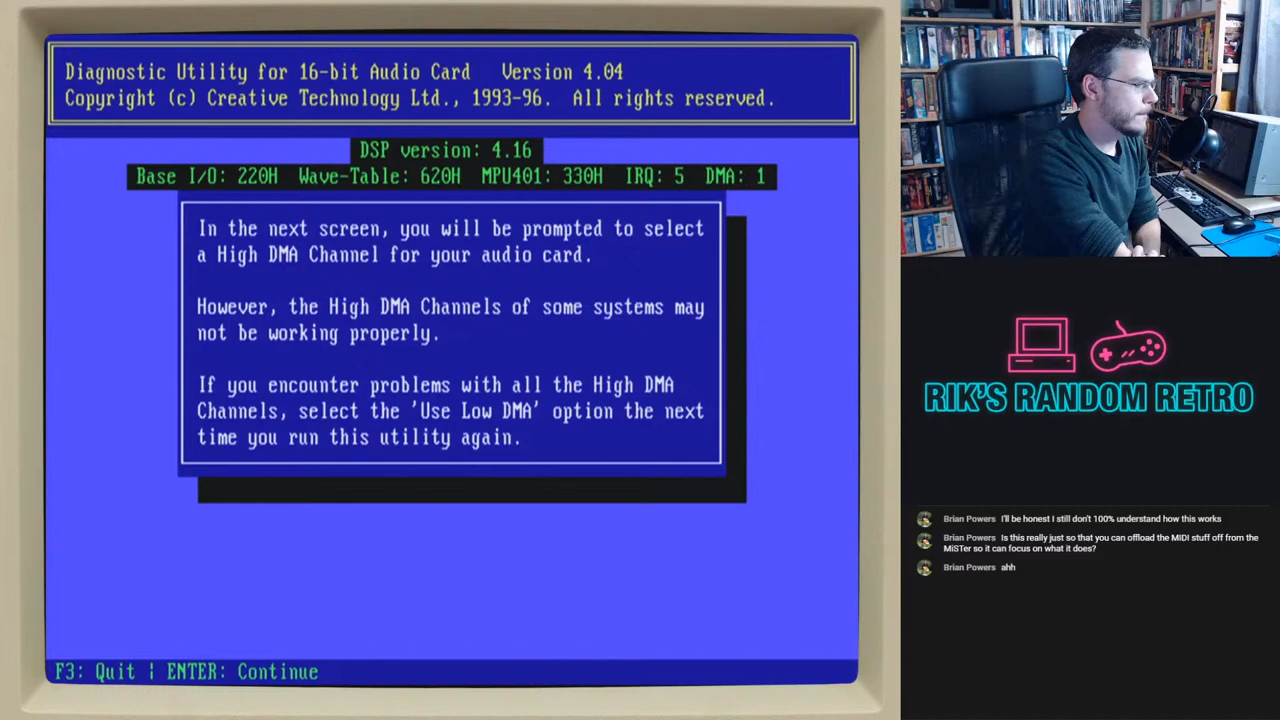 Diagnostic Utility for 16-bit Audio Card Version 4.04
Copyright (c) Creative Technology Ltd., 1993-96. All rights reserved.
DSP version: 4.16
Base I/O: 220H Wave-Table: 620H MPU401: 330H IRQ: 5 DMA: 1
In the next screen, you will be prompted to select
a High DMA Channel for your audio card.
However, the High DMA Channels of some systems may
not be working properly.
If you encounter problems with all the High DMA
Channels, select the 'Use Low DMA' option the next
time you run this utility again.
F3: Quit ¦ ENTER: Continue
RIK'S RANDOM RETRO
Brian Powers I'll be honest I still don't 100% understand how this works
Brian Powers Is this really just so that you can offload the MIDI stuff off from the
MiSTer so it can focus on what it does?
Brian Powers ahh